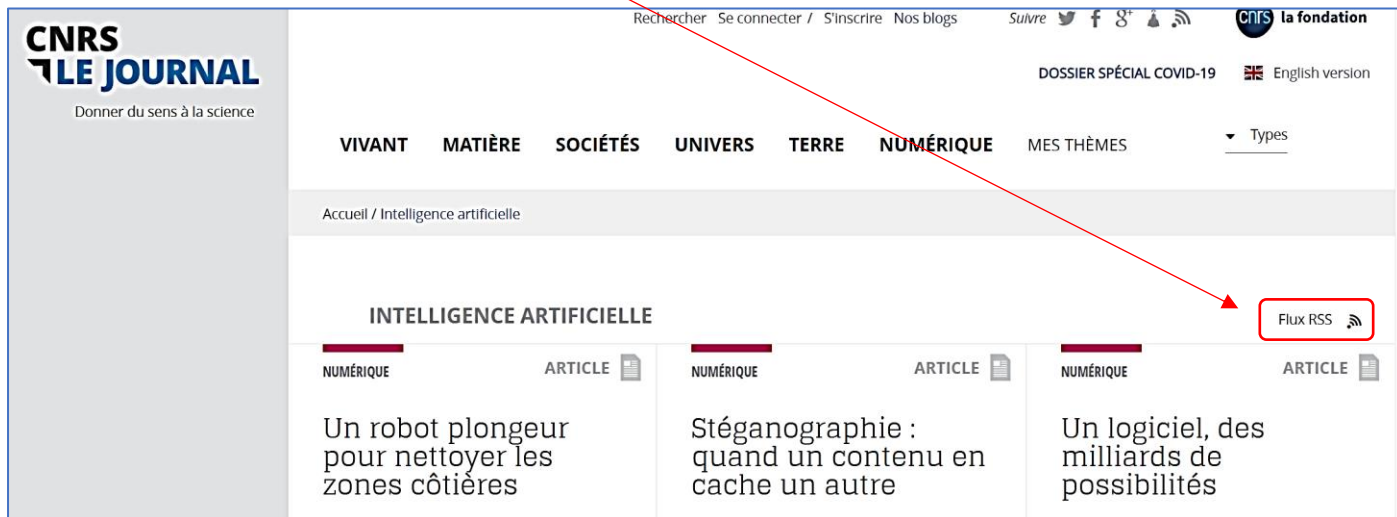 Rechercher Se connecter / S'inscrire Nos blogs Suivre f g+ cnrs la fondation
CNRS
LE JOURNAL
Donner du sens à la science
DOSSIER SPÉCIAL COVID-19 English version
VIVANT MATIÈRE SOCIÉTÉS UNIVERS TERRE NUMÉRIQUE MES THÈMES Types
Accueil / Intelligence artificielle
INTELLIGENCE ARTIFICIELLE Flux RSS
NUMÉRIQUE ARTICLE
Un robot plongeur
pour nettoyer les
zones côtières
NUMÉRIQUE ARTICLE
Stéganographie :
quand un contenu en
cache un autre
NUMÉRIQUE ARTICLE
Un logiciel, des
milliards de
possibilités